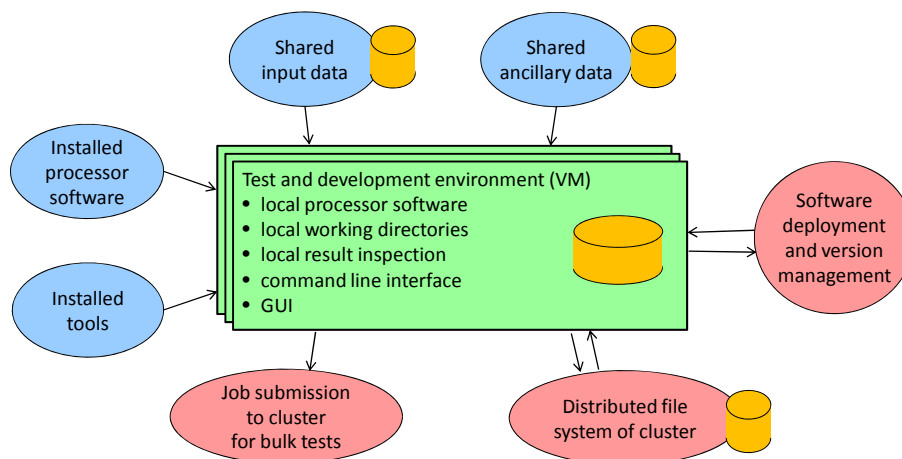 Shared
input data
Shared
ancillary data
Installed
processor
software
Test and development environment (VM)
• local processor software
• local working directories
• local result inspection
• command line interface
• GUI
Software
deployment
and version
management
Installed
tools
Job submission
to cluster
for bulk tests
Distributed file
system of cluster